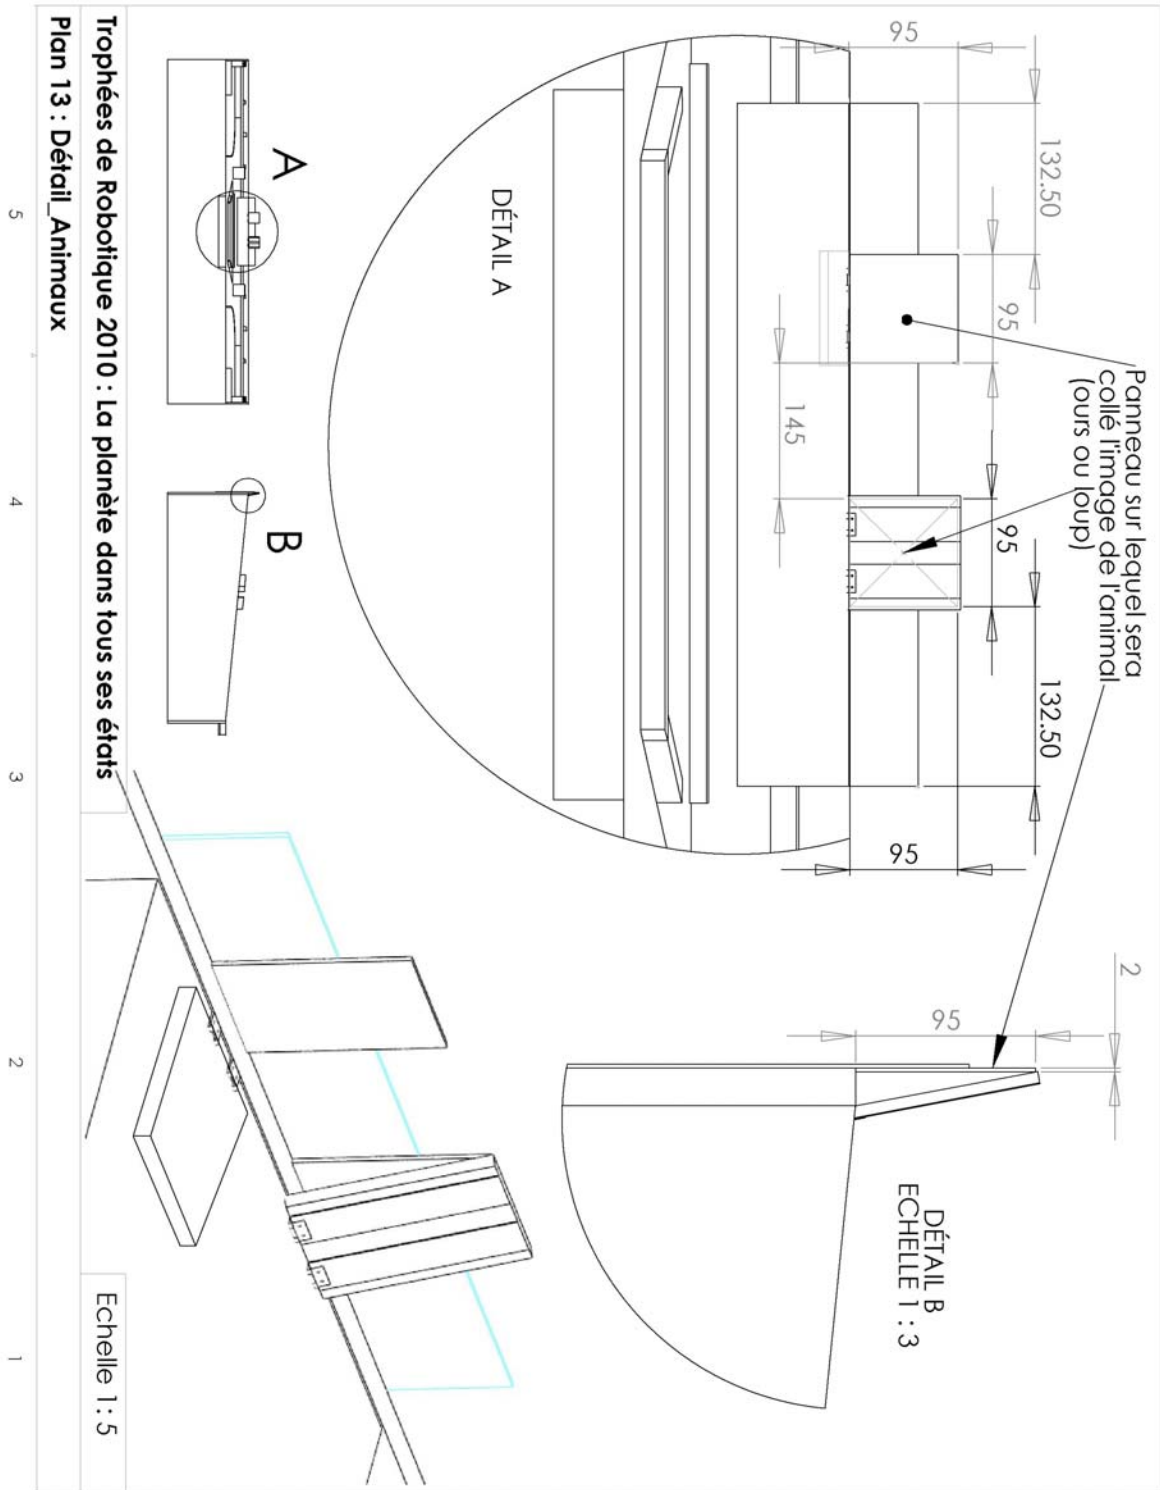 Panneau sur lequel sera
collé l'image de l'animal
(ours ou loup)
95
132.50
95
145
95
132.50
95
2
95
DÉTAIL A
DÉTAIL B
ECHELLE 1 : 3
A
B
Trophées de Robotique 2010 : La planète dans tous ses états
Echelle 1: 5
Plan 13 : Détail_Animaux
5
4
3
2
1